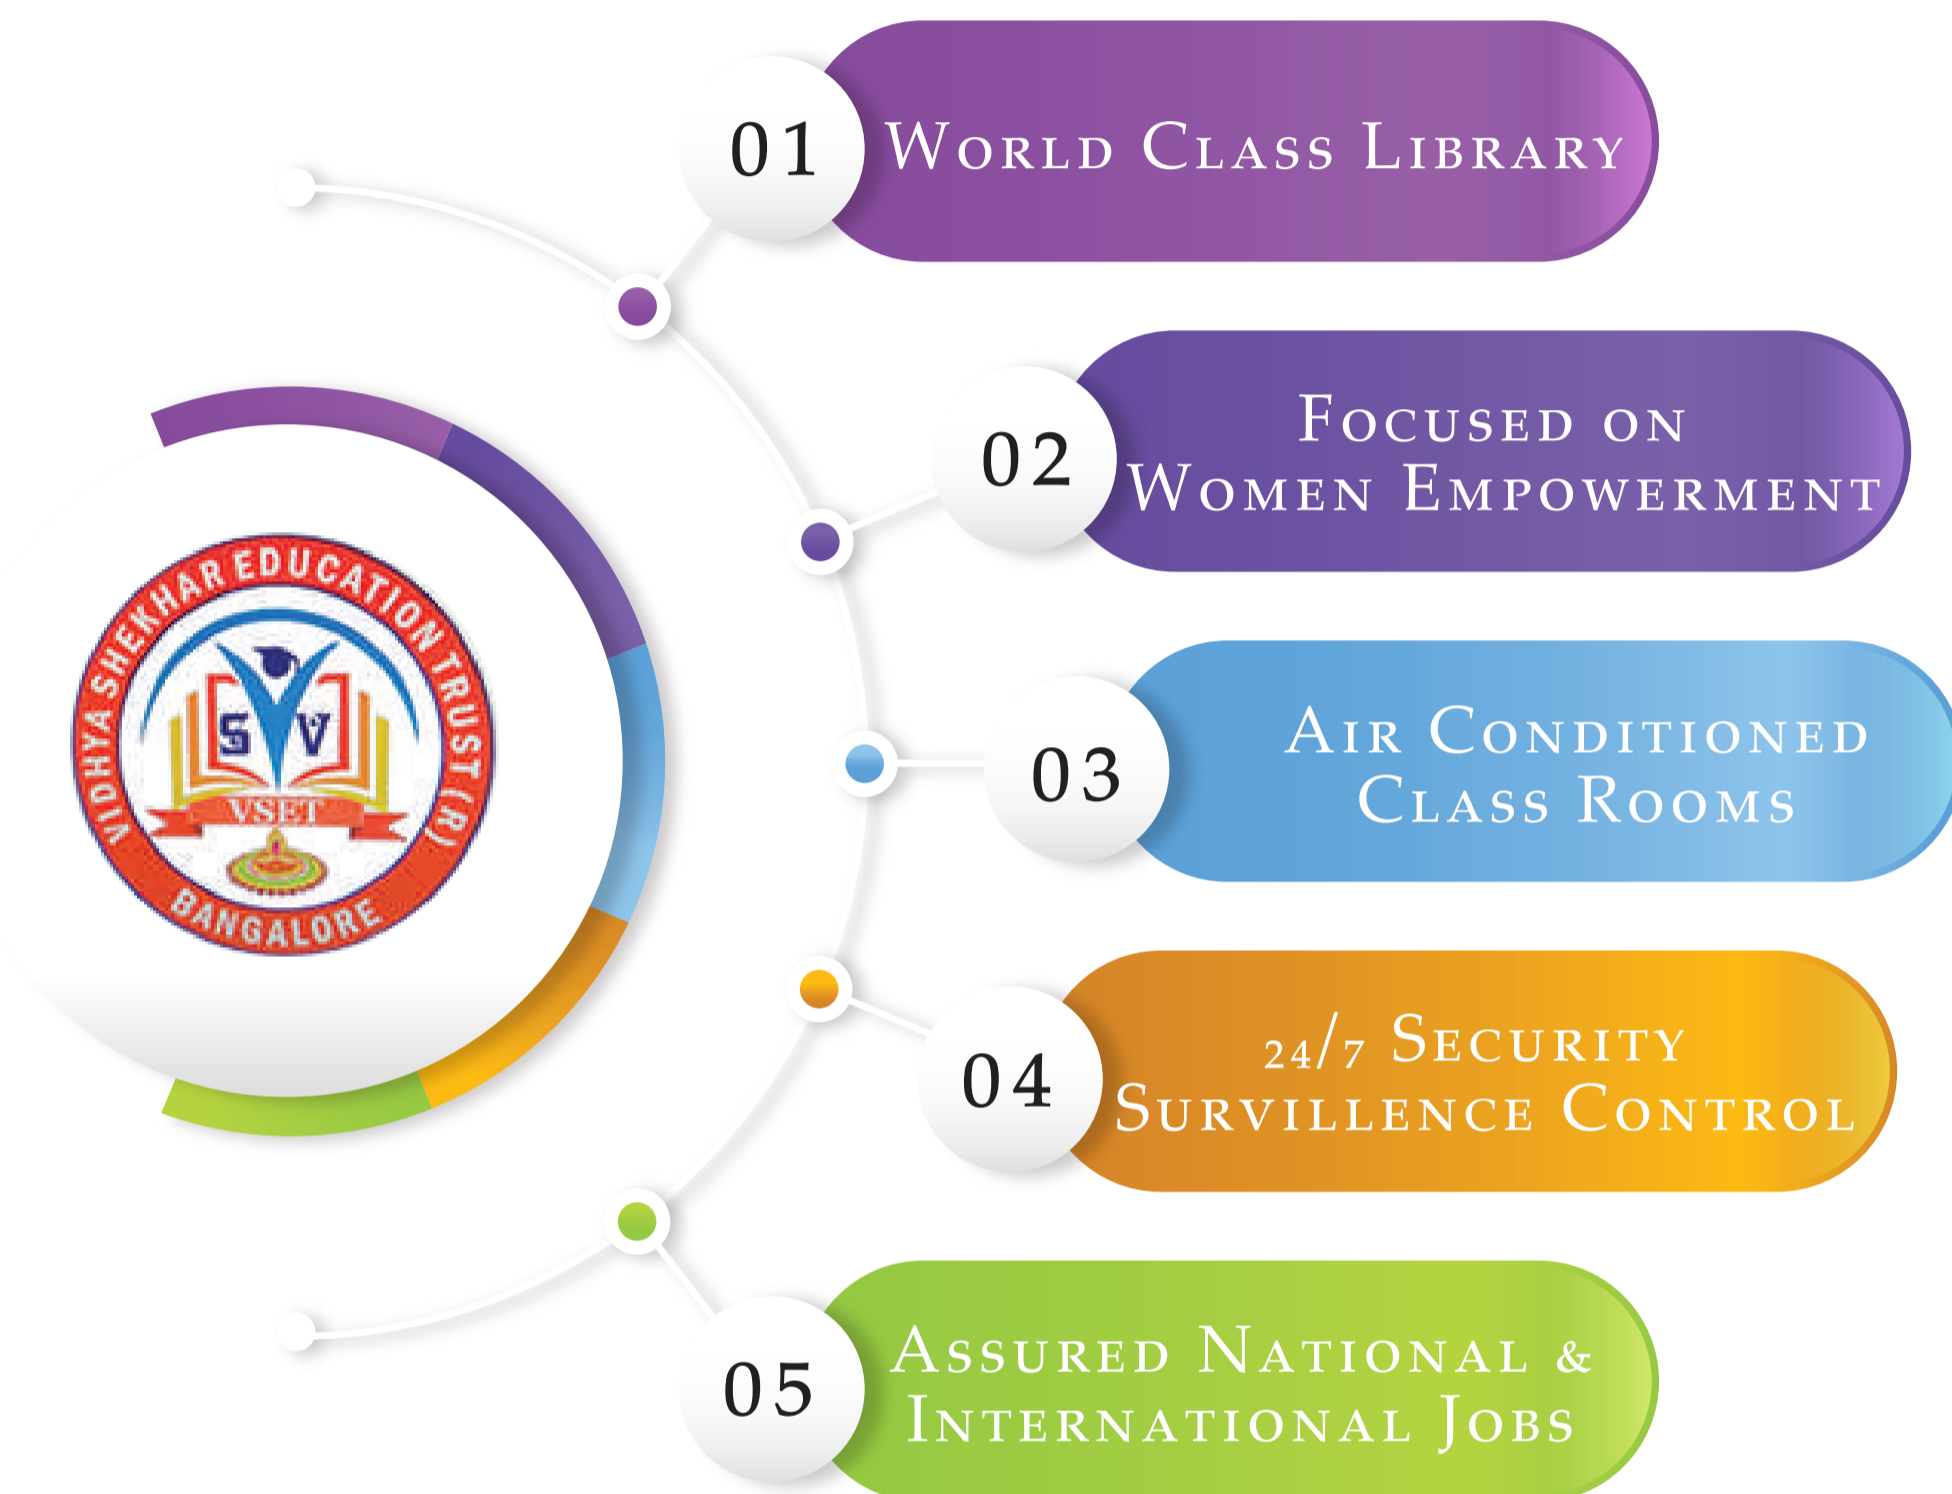 01
World Class Library
02
Focused on
Women Empowerment
VIDHYA SHEKHAR EDUCATION TRUST (R)
S V
VSET
BANGALORE
03
Air Conditioned
Class Rooms
04
24/7 Security
Survillence Control
05
Assured National &
International Jobs